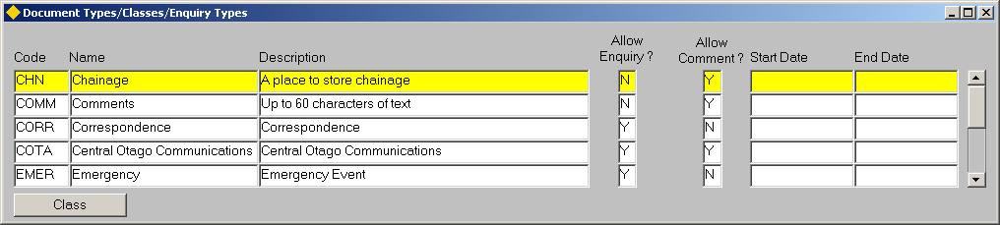 Document Types/Classes/Enquiry Types
Code Name Description Allow Enquiry ? Allow Comment ? Start Date End Date
CHN Chainage A place to store chainage N Y
COMM Comments Up to 60 characters of text N Y
CORR Correspondence Correspondence Y N
COTA Central Otago Communications Central Otago Communications Y Y
EMER Emergency Emergency Event Y N
Class